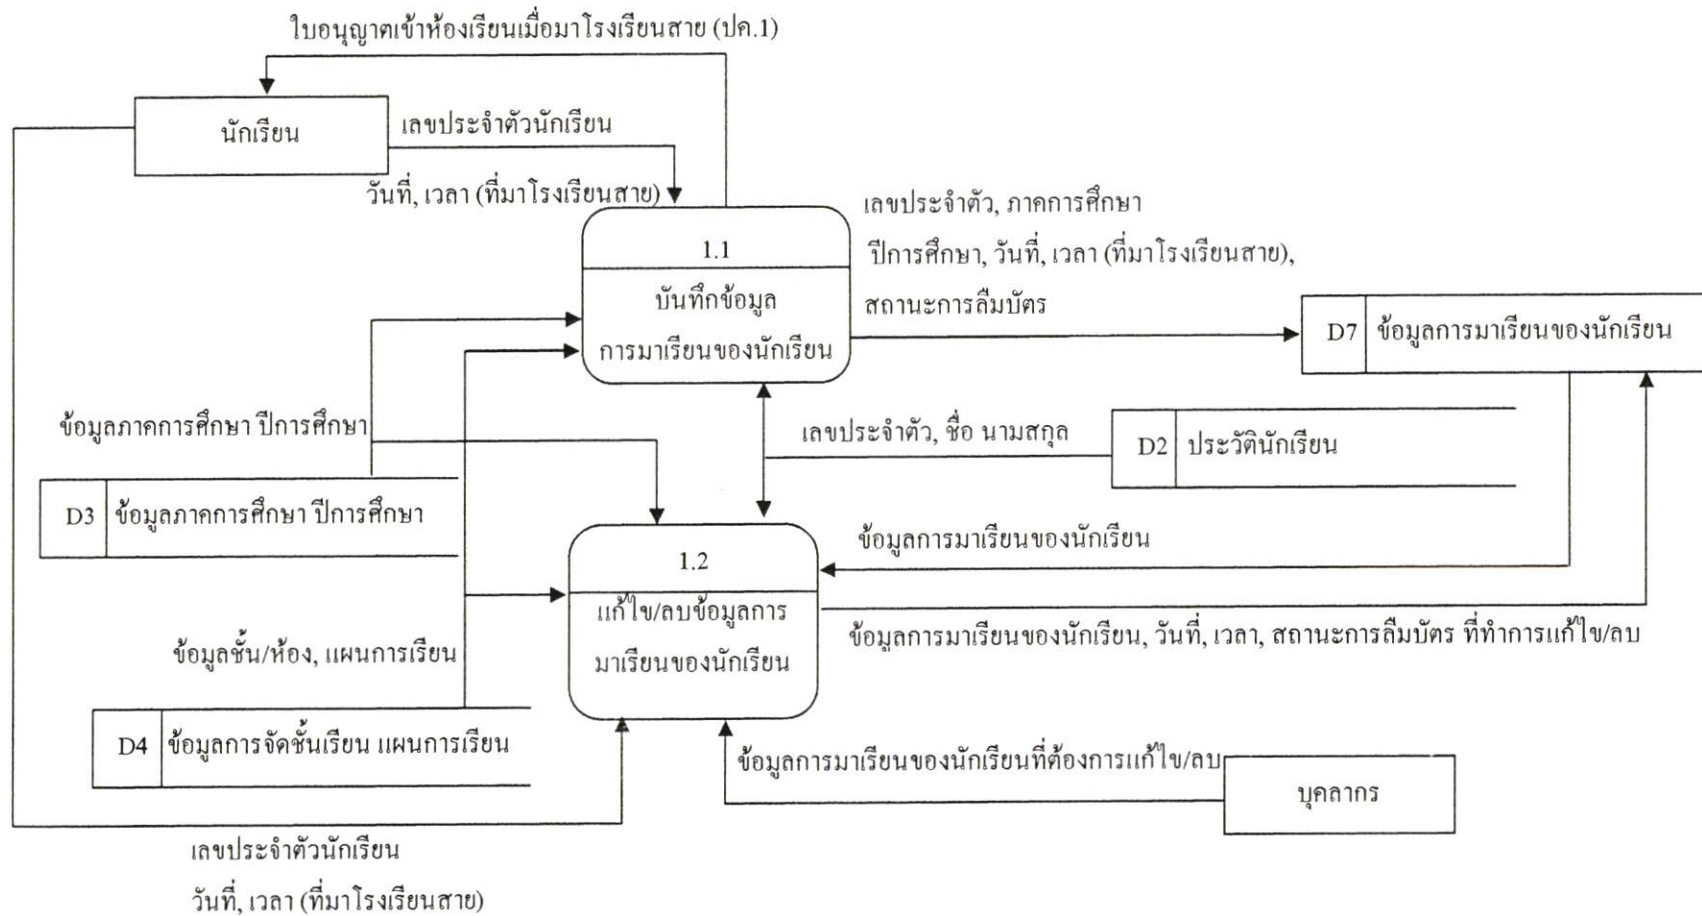 ใบอนุญาตเข้าห้องเรียนเมื่อมาโรงเรียนสาย (ปค.1)
นักเรียน
เลขประจำตัวนักเรียน
วันที่, เวลา (ที่มาโรงเรียนสาย)
เลขประจำตัว, ภาคการศึกษา
ปีการศึกษา, วันที่, เวลา (ที่มาโรงเรียนสาย),
สถานะการลืมบัตร
1.1
บันทึกข้อมูล
การมาเรียนของนักเรียน
D7 ข้อมูลการมาเรียนของนักเรียน
ข้อมูลภาคการศึกษา ปีการศึกษา
เลขประจำตัว, ชื่อ นามสกุล
D2 ประวัตินักเรียน
D3 ข้อมูลภาคการศึกษา ปีการศึกษา
ข้อมูลการมาเรียนของนักเรียน
1.2
แก้ไข/ลบข้อมูลการ
มาเรียนของนักเรียน
ข้อมูลการมาเรียนของนักเรียน, วันที่, เวลา, สถานะการลืมบัตร ที่ทำการแก้ไข/ลบ
ข้อมูลชั้น/ห้อง, แผนการเรียน
D4 ข้อมูลการจัดชั้นเรียน แผนการเรียน
ข้อมูลการมาเรียนของนักเรียนที่ต้องการแก้ไข/ลบ
บุคลากร
เลขประจำตัวนักเรียน
วันที่, เวลา (ที่มาโรงเรียนสาย)